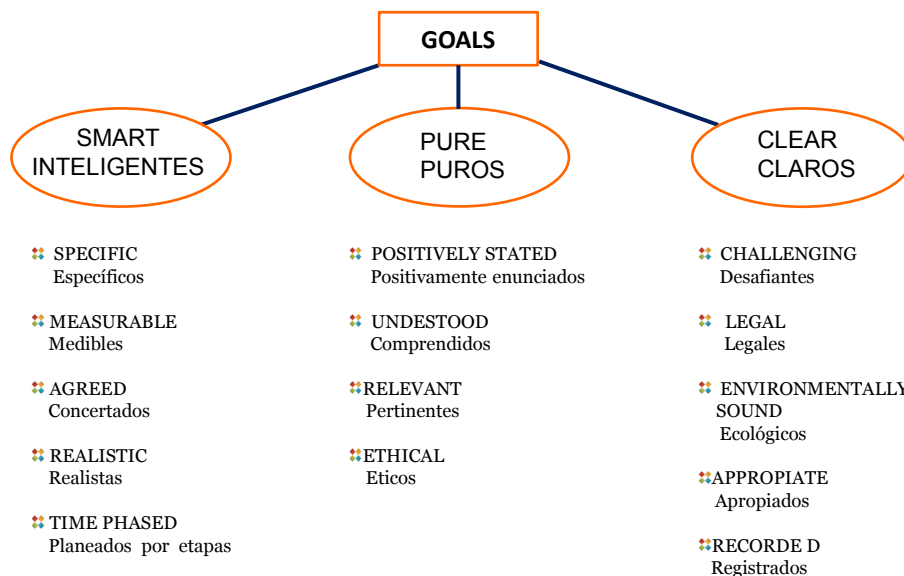 GOALS
SMART
INTELIGENTES
PURE
PUROS
CLEAR
CLAROS
SPECIFIC
Específicos
MEASURABLE
Medibles
AGREED
Concertados
REALISTIC
Realistas
TIME PHASED
Planeados por etapas
POSITIVELY STATED
Positivamente enunciados
UNDESTOOD
Comprendidos
RELEVANT
Pertinentes
ETHICAL
Eticos
CHALLENGING
Desafiantes
LEGAL
Legales
ENVIRONMENTALLY
SOUND
Ecológicos
APPROPIATE
Apropiados
RECORDE D
Registrados